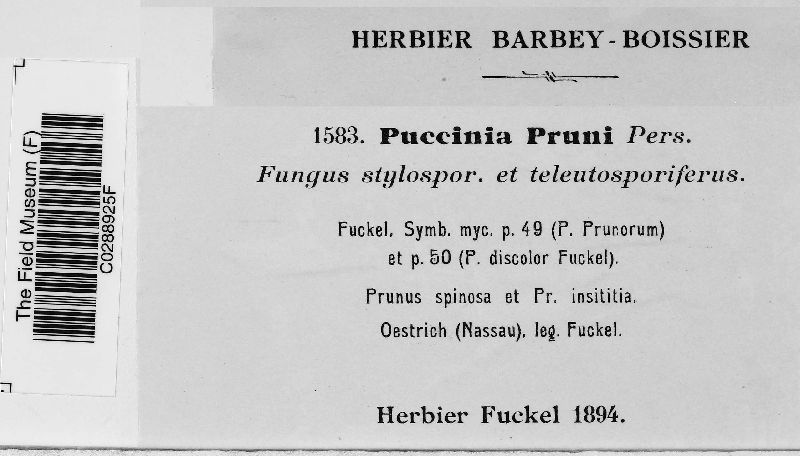 HERBIER BARBEY-BOISSIER
1583. Puccinia Pruni Pers.
Fungus stylospor. et teleutosporiferus.
Fuckel, Symb. myc. p. 49 (P. Prunorum)
et p. 50 (P. discolor Fuckel).
Prunus spinosa et Pr. insititia.
Oestrich (Nassau), leg. Fuckel.
Herbier Fuckel 1894.
The Field Museum (F)
C0288925F